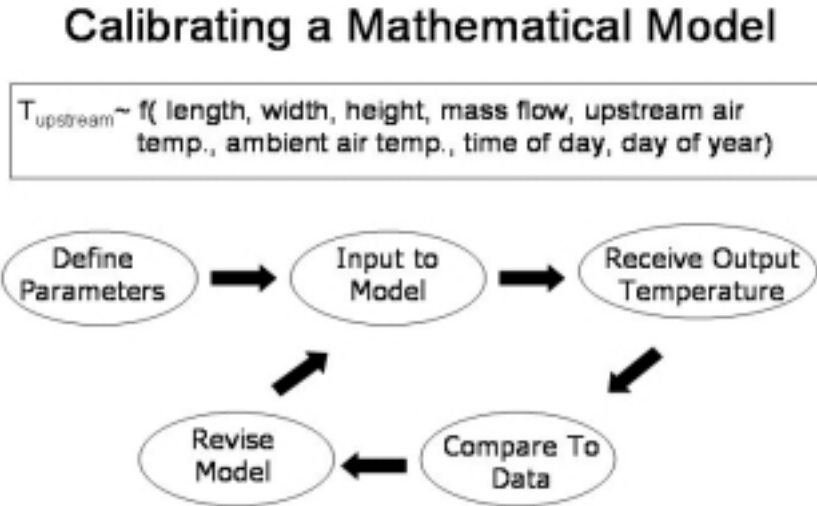 Calibrating a Mathematical Model
T upstream ~ f( length, width, height, mass flow, upstream air
temp., ambient air temp., time of day, day of year)
Define
Parameters
Input to
Model
Receive Output
Temperature
Compare To
Data
Revise
Model